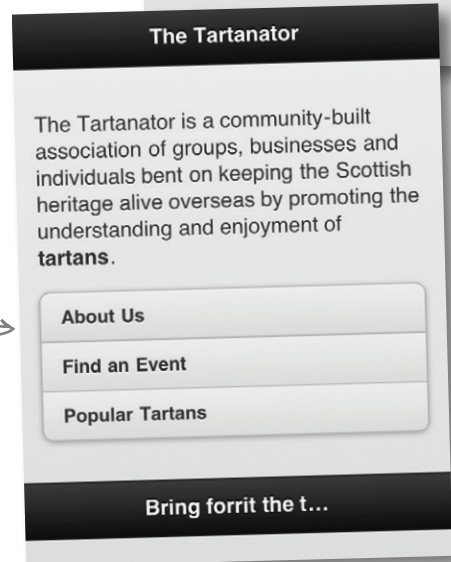 The Tartanator
The Tartanator is a community-built
association of groups, businesses and
individuals bent on keeping the Scottish
heritage alive overseas by promoting the
understanding and enjoyment of
tartans.
About Us
Find an Event
Popular Tartans
Bring forrit the t...